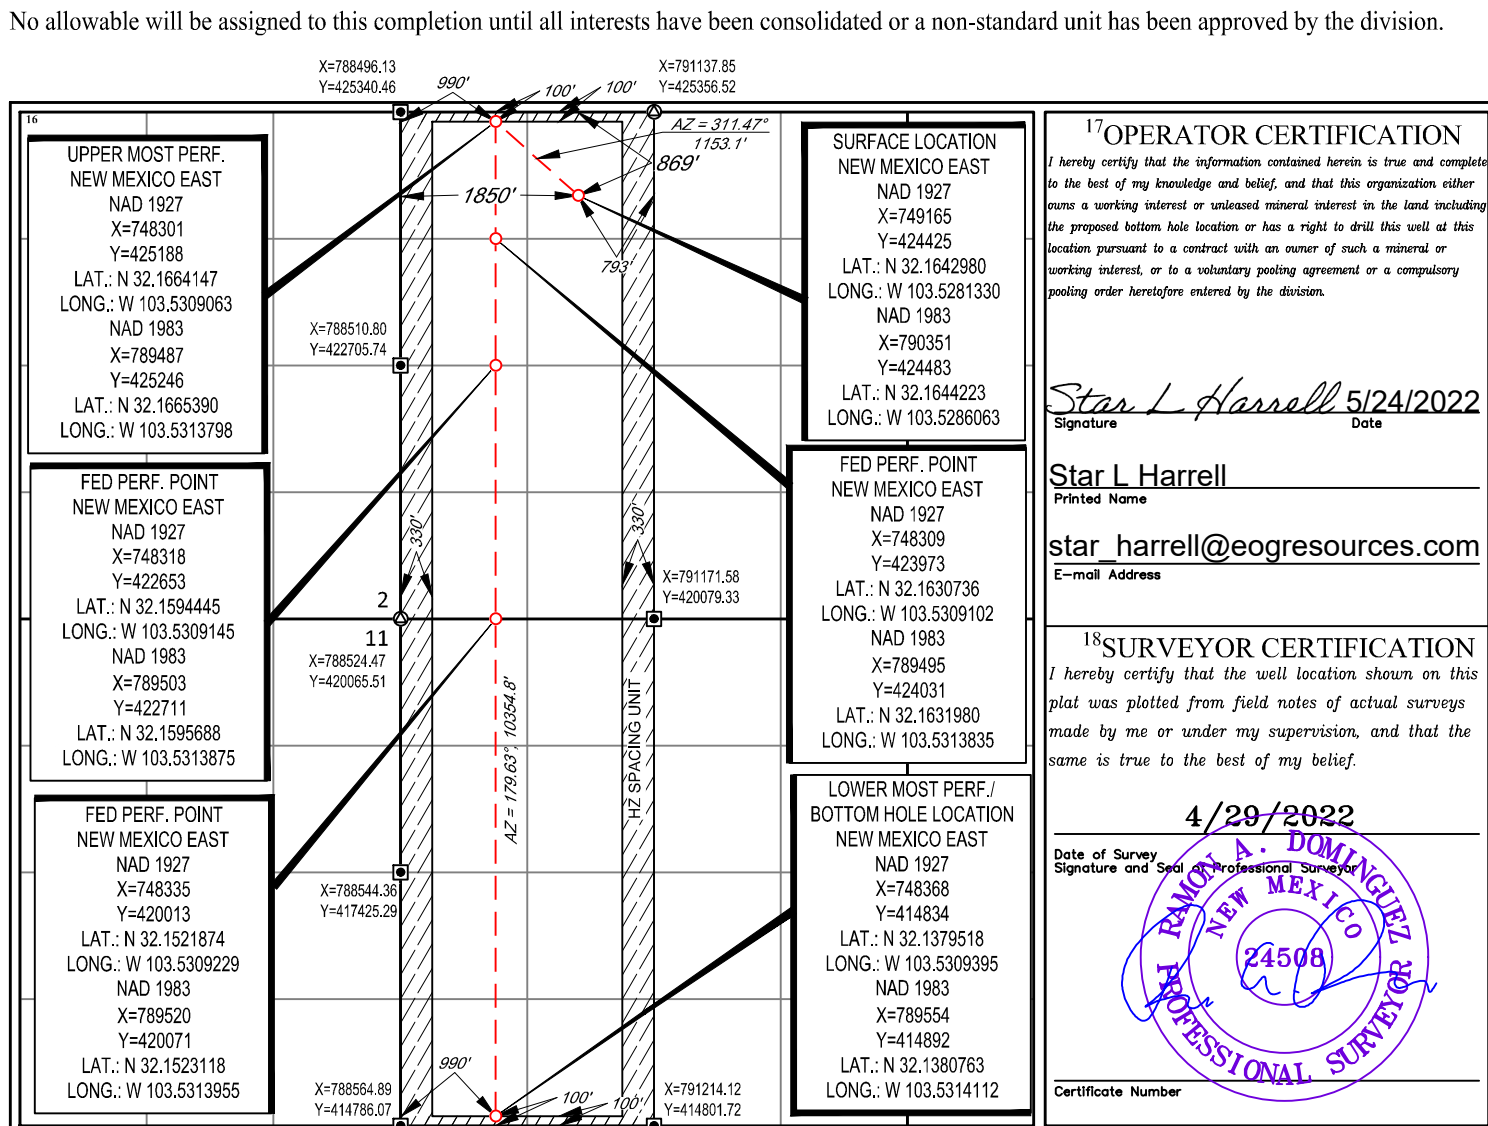 No allowable will be assigned to this completion until all interests have been consolidated or a non-standard unit has been approved by the division.
X=788496.13
Y=425340.46
990'
100'
100'
X=791137.85
Y=425356.52
16
AZ = 311.47°
1153.1'
869'
1850'
793'
UPPER MOST PERF.
NEW MEXICO EAST
NAD 1927
X=748301
Y=425188
LAT.: N 32.1664147
LONG.: W 103.5309063
NAD 1983
X=789487
Y=425246
LAT.: N 32.1665390
LONG.: W 103.5313798
SURFACE LOCATION
NEW MEXICO EAST
NAD 1927
X=749165
Y=424425
LAT.: N 32.1642980
LONG.: W 103.5281330
NAD 1983
X=790351
Y=424483
LAT.: N 32.1644223
LONG.: W 103.5286063
X=788510.80
Y=422705.74
FED PERF. POINT
NEW MEXICO EAST
NAD 1927
X=748318
Y=422653
LAT.: N 32.1594445
LONG.: W 103.5309145
NAD 1983
X=789503
Y=422711
LAT.: N 32.1595688
LONG.: W 103.5313875
FED PERF. POINT
NEW MEXICO EAST
NAD 1927
X=748309
Y=423973
LAT.: N 32.1630736
LONG.: W 103.5309102
NAD 1983
X=789495
Y=424031
LAT.: N 32.1631980
LONG.: W 103.5313835
330'
330'
X=791171.58
Y=420079.33
2
11
X=788524.47
Y=420065.51
AZ = 179.63°, 10354.8'
HZ SPACING UNIT
FED PERF. POINT
NEW MEXICO EAST
NAD 1927
X=748335
Y=420013
LAT.: N 32.1521874
LONG.: W 103.5309229
NAD 1983
X=789520
Y=420071
LAT.: N 32.1523118
LONG.: W 103.5313955
LOWER MOST PERF./
BOTTOM HOLE LOCATION
NEW MEXICO EAST
NAD 1927
X=748368
Y=414834
LAT.: N 32.1379518
LONG.: W 103.5309395
NAD 1983
X=789554
Y=414892
LAT.: N 32.1380763
LONG.: W 103.5314112
X=788544.36
Y=417425.29
990'
X=788564.89
Y=414786.07
100'
100'
X=791214.12
Y=414801.72
17OPERATOR CERTIFICATION
I hereby certify that the information contained herein is true and complete
to the best of my knowledge and belief, and that this organization either
owns a working interest or unleased mineral interest in the land including
the proposed bottom hole location or has a right to drill this well at this
location pursuant to a contract with an owner of such a mineral or
working interest, or to a voluntary pooling agreement or a compulsory
pooling order heretofore entered by the division.
Star L Harrell 5/24/2022
Signature Date
Star L Harrell
Printed Name
star_harrell@eogresources.com
E-mail Address
18SURVEYOR CERTIFICATION
I hereby certify that the well location shown on this
plat was plotted from field notes of actual surveys
made by me or under my supervision, and that the
same is true to the best of my belief.
4/29/2022
Date of Survey
Signature and Seal of Professional Surveyor
RAMON A. DOMINGUEZ
NEW MEXICO
24508
PROFESSIONAL SURVEYOR
Certificate Number